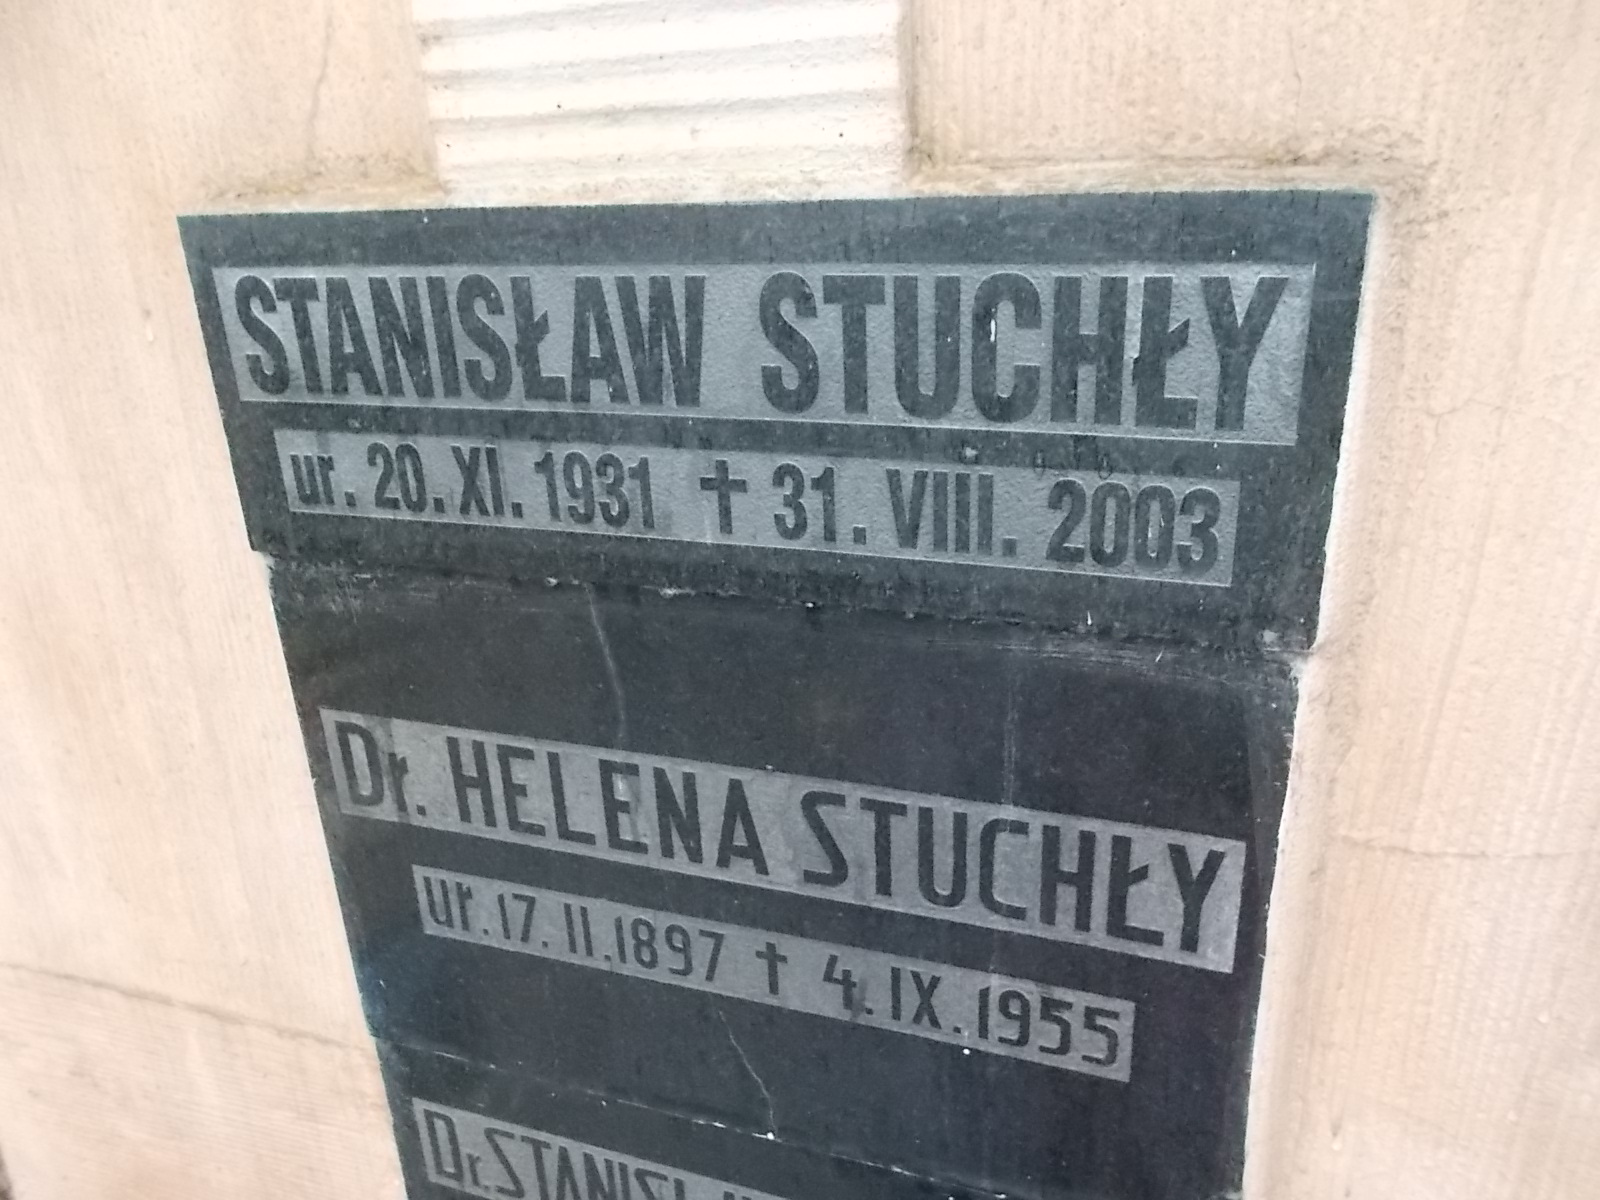 STANISŁAW STUCHŁY
ur. 20. XI. 1931 † 31. VIII. 2003
Dr. HELENA STUCHŁY
ur. 17. II. 1897 † 4. IX. 1955
Dr.